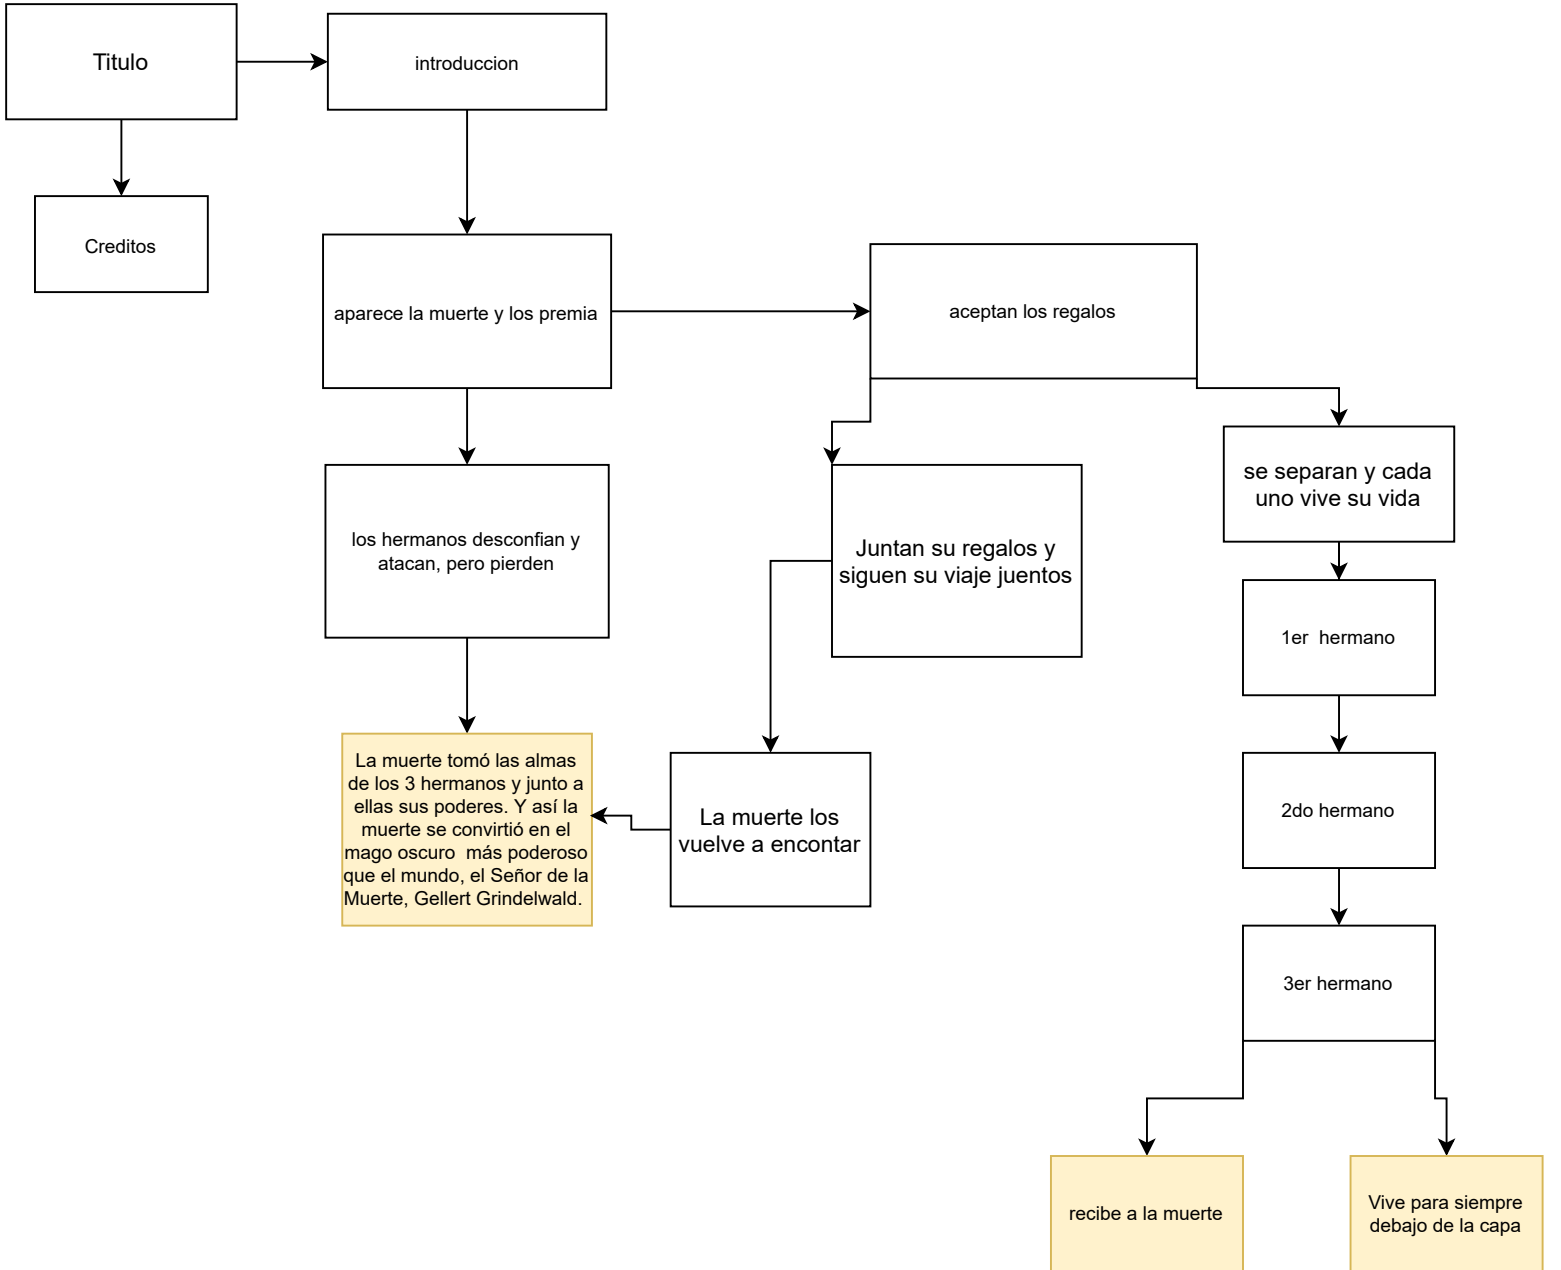 Titulo
introduccion
Creditos
aparece la muerte y los premia
aceptan los regalos
los hermanos desconfian y
atacan, pero pierden
Juntan su regalos y
siguen su viaje juentos
se separan y cada
uno vive su vida
1er  hermano
La muerte tomó las almas
de los 3 hermanos y junto a
ellas sus poderes. Y así la
muerte se convirtió en el
mago oscuro  más poderoso
que el mundo, el Señor de la
Muerte, Gellert Grindelwald.
La muerte los
vuelve a encontar
2do hermano
3er hermano
recibe a la muerte
Vive para siempre
debajo de la capa